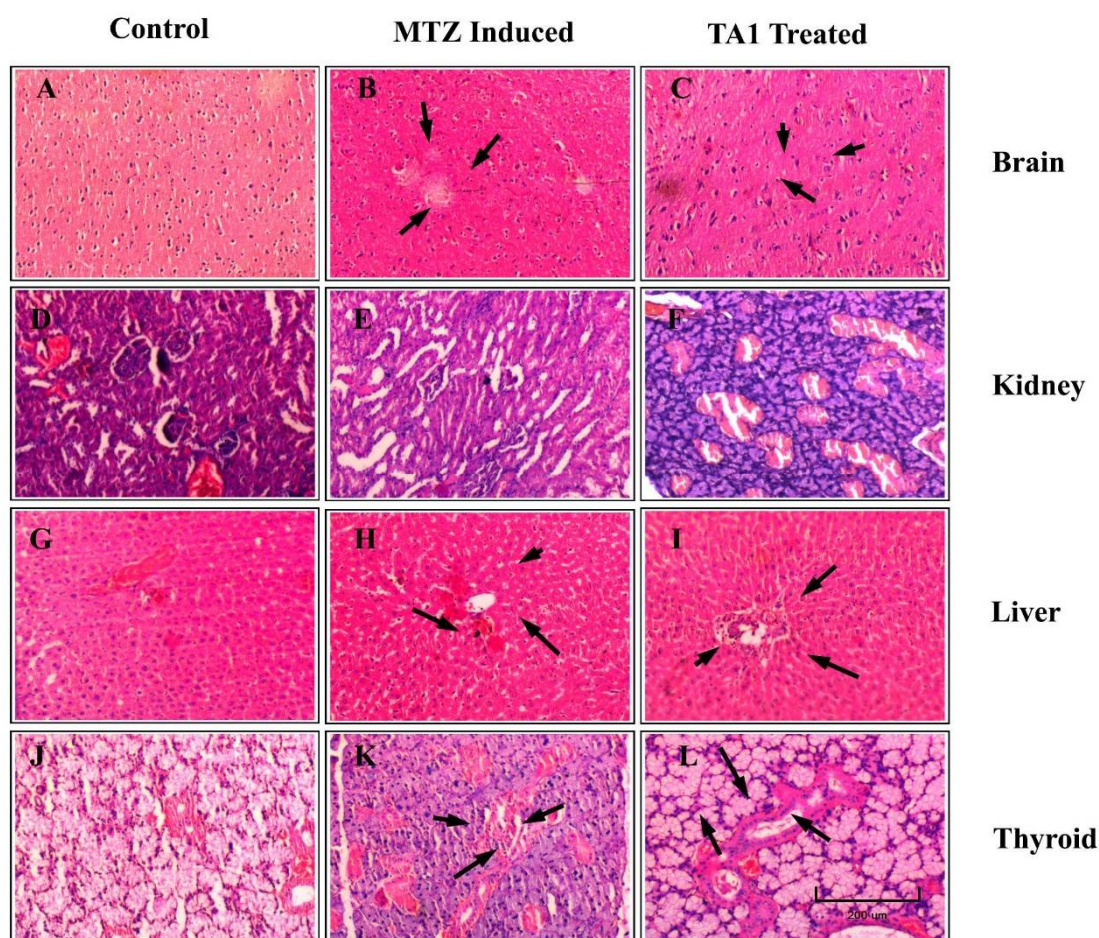 Control MTZ Induced TA1 Treated
A B C Brain
D E F Kidney
G H I Liver
J K L Thyroid
200 um